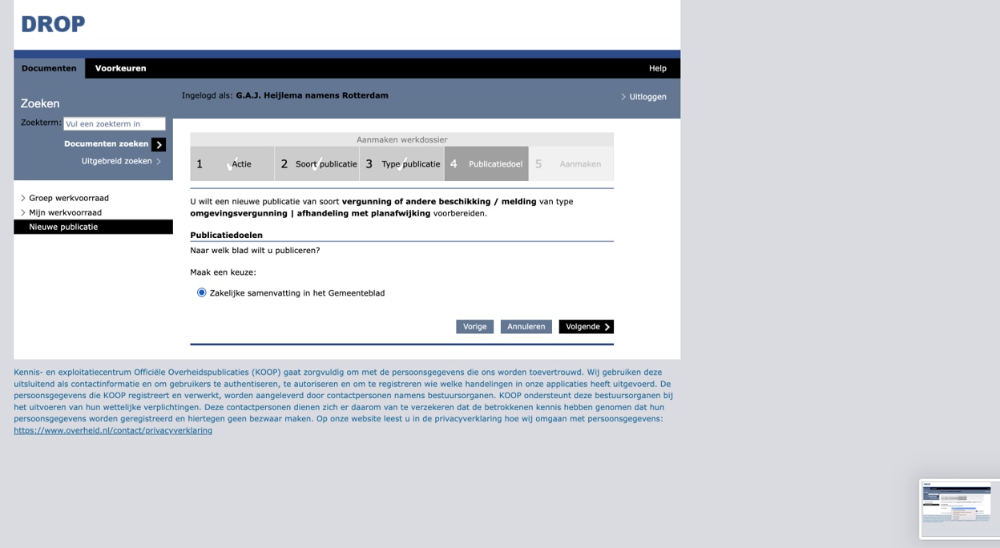 DROP
Documenten
Voorkeuren
Help
Zoeken
Zoekterm: Vul een zoekterm in
Documenten zoeken
Uitgebreid zoeken
Groep werkvoorraad
Mijn werkvoorraad
Nieuwe publicatie
Ingelogd als: G.A.J. Heijlema namens Rotterdam
Uitloggen
Aanmaken werkdossier
1 Actie
2 Soort publicatie
3 Type publicatie
4 Publicatiedoel
5 Aanmaken
U wilt een nieuwe publicatie van soort vergunning of andere beschikking / melding van type
omgevingsvergunning | afhandeling met planafwijking voorbereiden.
Publicatiedoelen
Naar welk blad wilt u publiceren?
Maak een keuze:
Zakelijke samenvatting in het Gemeenteblad
Vorige
Annuleren
Volgende
Kennis- en exploitatiecentrum Officiële Overheidspublicaties (KOOP) gaat zorgvuldig om met de persoonsgegevens die ons worden toevertrouwd. Wij gebruiken deze
uitsluitend als contactinformatie en om gebruikers te authentiseren, te autoriseren en om te registreren wie welke handelingen in onze applicaties heeft uitgevoerd. De
persoonsgegevens die KOOP registreert en verwerkt, worden aangeleverd door contactpersonen namens bestuursorganen. KOOP ondersteunt deze bestuursorganen bij
het uitvoeren van hun wettelijke verplichtingen. Deze contactpersonen dienen zich er daarom van te verzekeren dat de betrokkenen kennis hebben genomen dat hun
persoonsgegevens worden geregistreerd en hiertegen geen bezwaar maken. Op onze website leest u in de privacyverklaring hoe wij omgaan met persoonsgegevens:
https://www.overheid.nl/contact/privacyverklaring